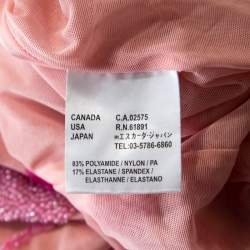 CANADA C.A.02575
USA R.N.61891
JAPAN ㈱エスカーダ・ジャパン
TEL: 03-5786-6860
83% POLYAMIDE / NYLON / PA
17% ELASTANE / SPANDEX /
ELASTHANNE / ELASTANO